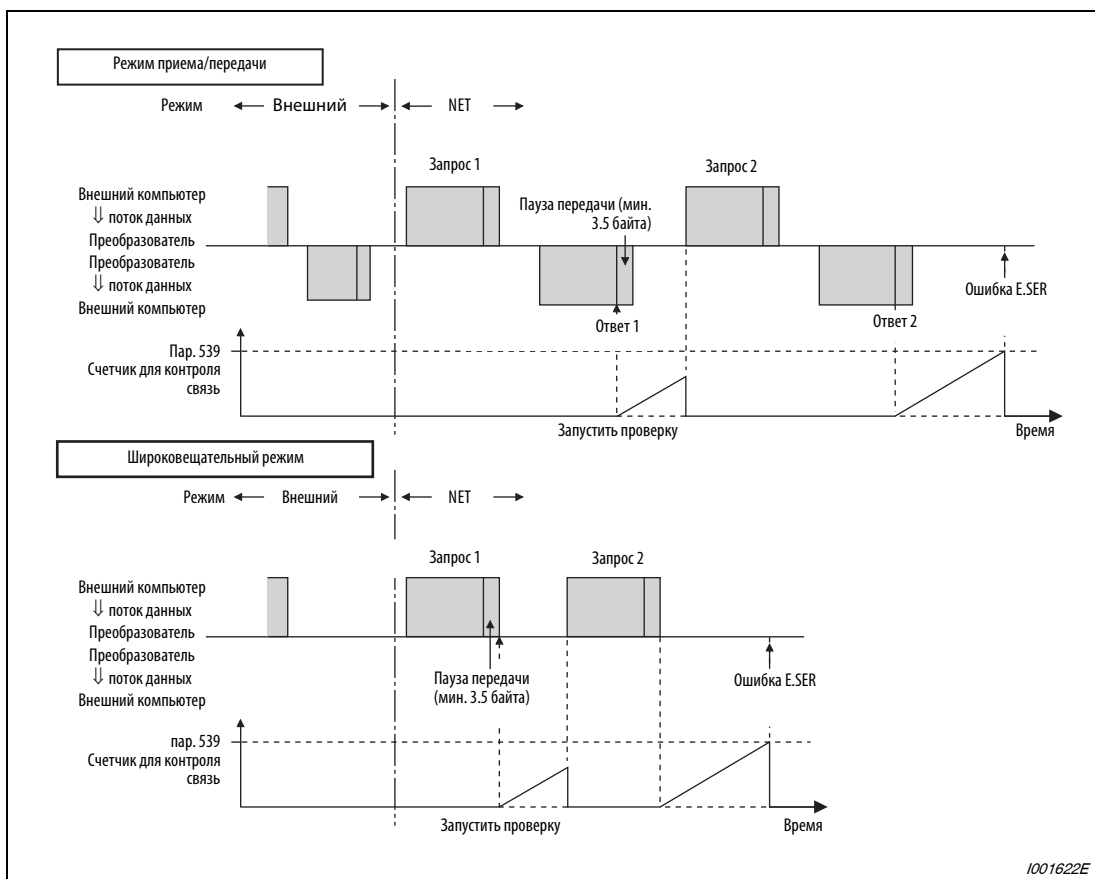 Режим приема/передачи
Режим
Внешний
NET
Запрос 1
Запрос 2
Внешний компьютер
⇓ поток данных
Преобразователь
Преобразователь
⇓ поток данных
Внешний компьютер
Пауза передачи (мин.
3.5 байта)
Ошибка E.SER
Ответ 1
Ответ 2
Пар. 539
Счетчик для контроля
связь
Запустить проверку
Время
Широковещательный режим
Режим
Внешний
NET
Запрос 1
Запрос 2
Внешний компьютер
⇓ поток данных
Преобразователь
Преобразователь
⇓ поток данных
Внешний компьютер
Пауза передачи
(мин. 3.5 байта)
Ошибка E.SER
пар. 539
Счетчик для контроля
связь
Запустить проверку
Время
I001622E